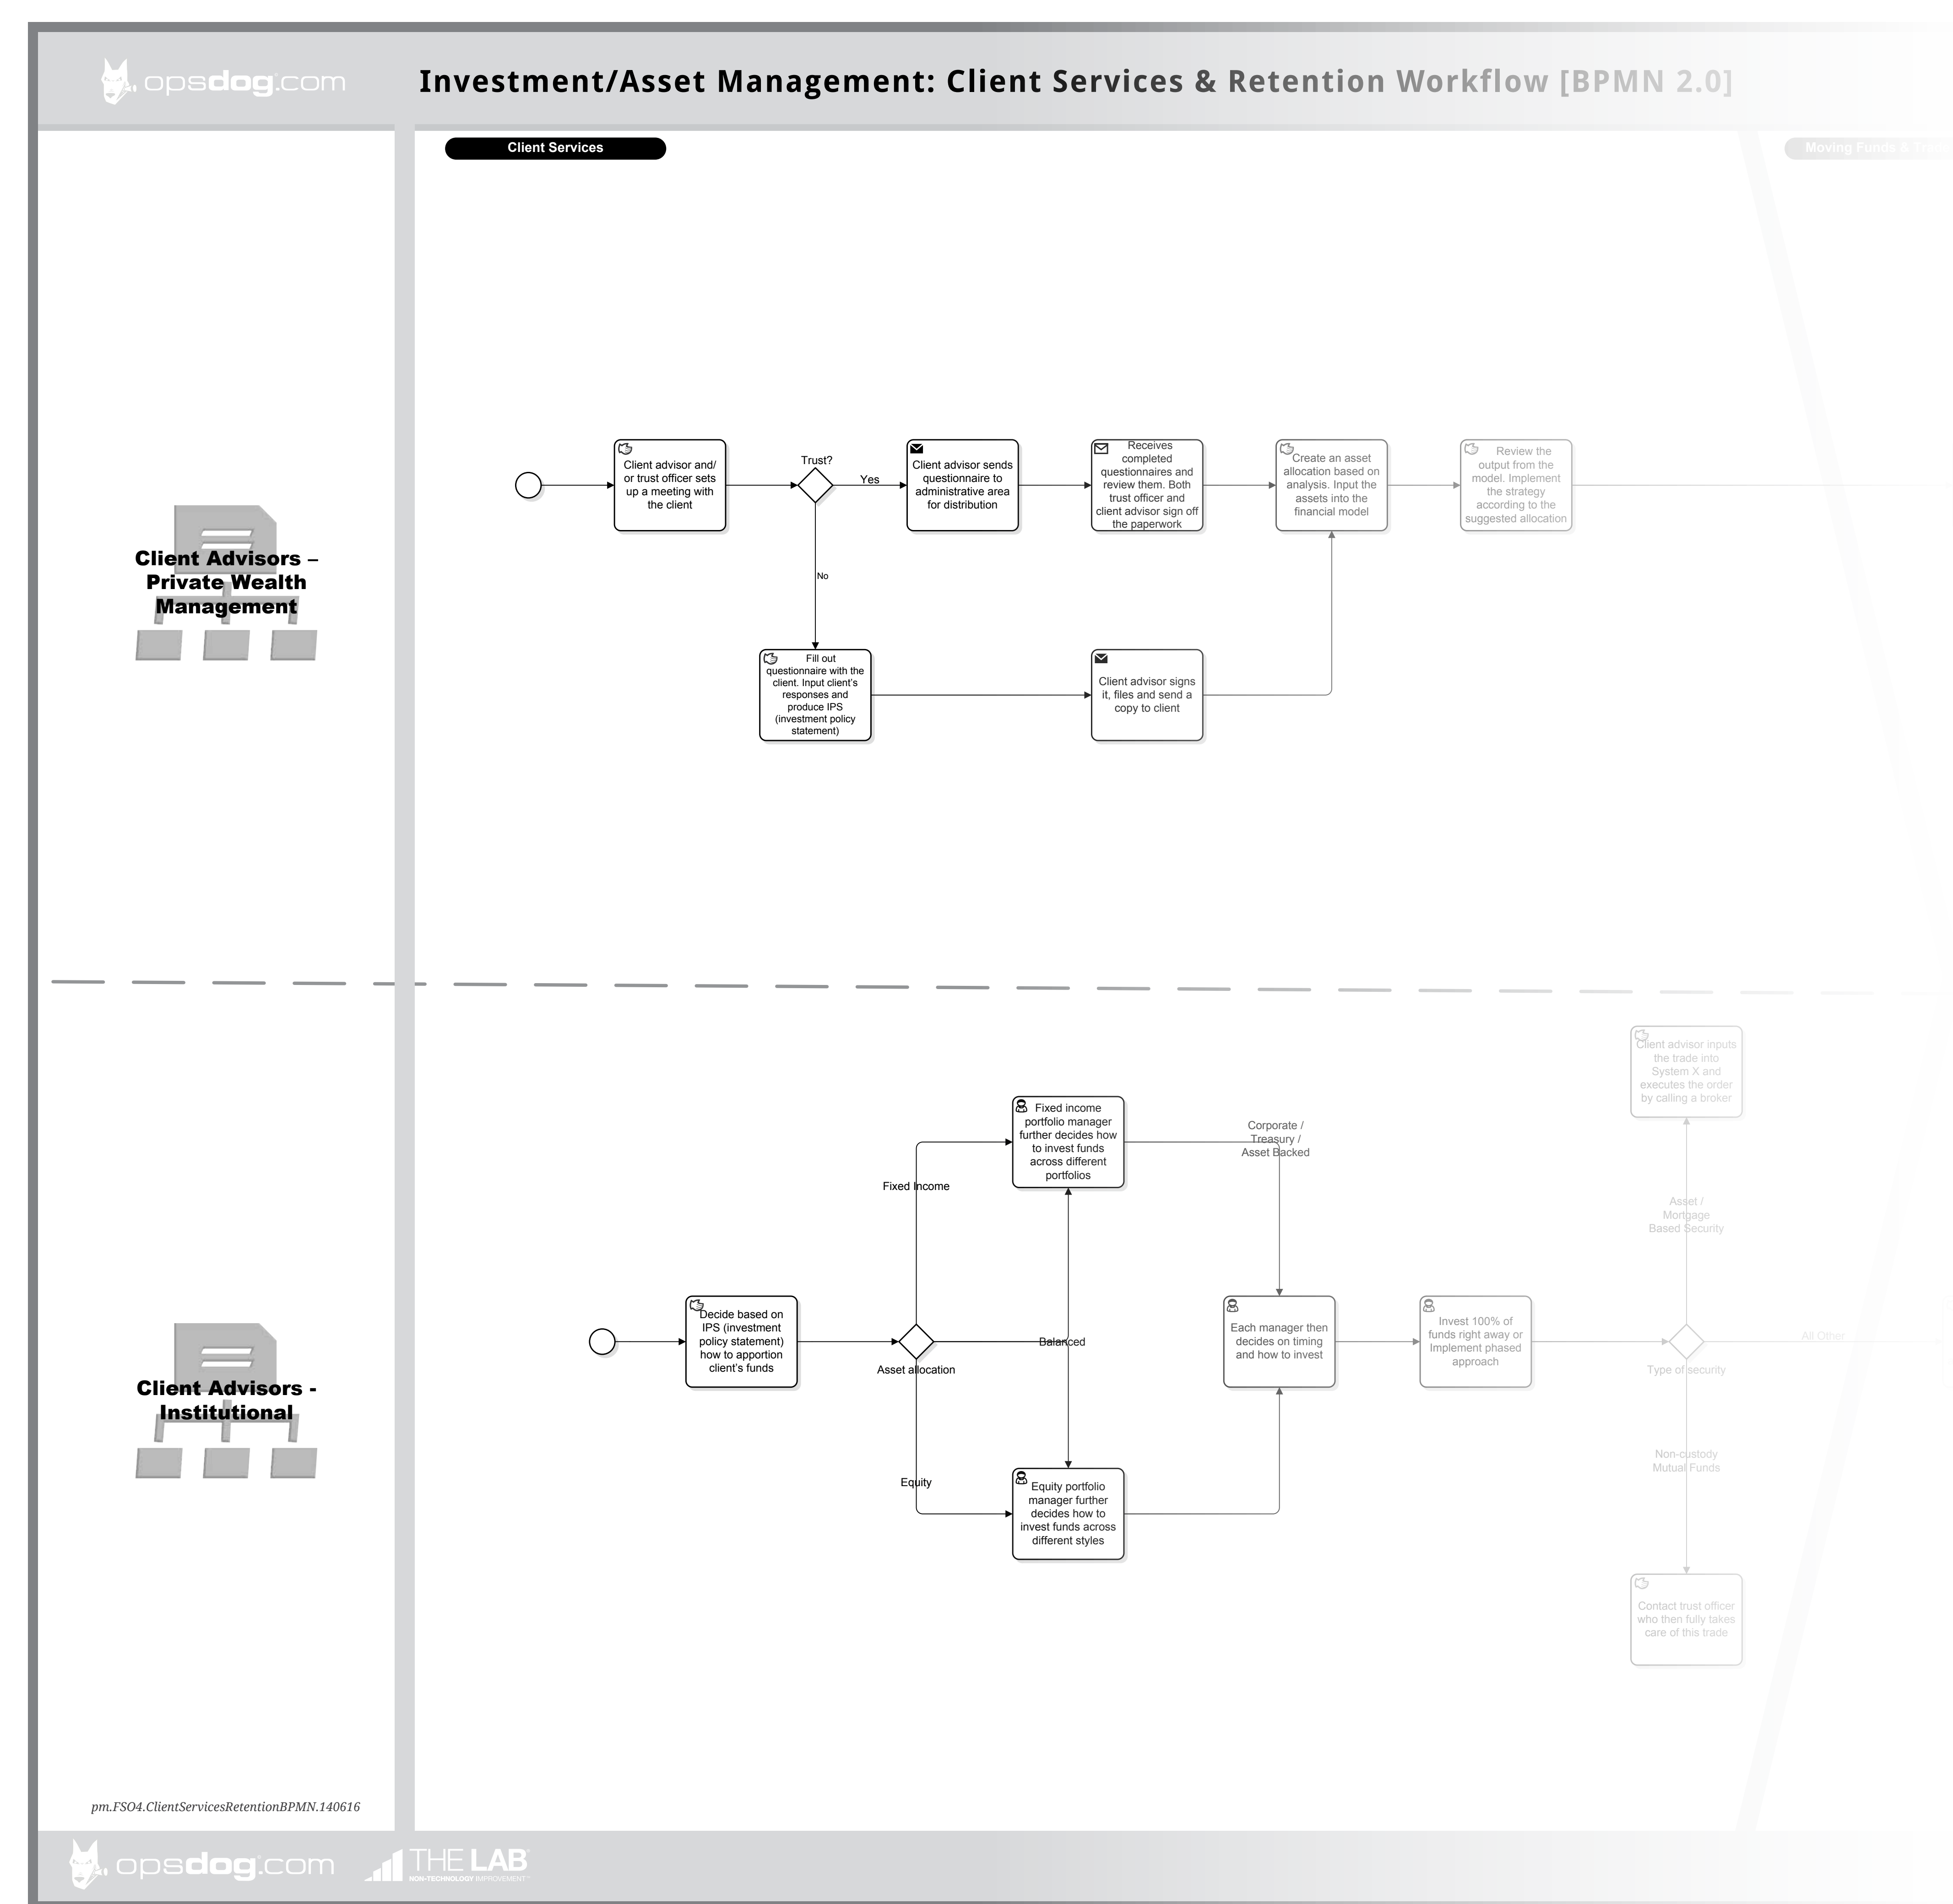 opsdog.com
Investment/Asset Management: Client Services & Retention Workflow [BPMN 2.0]
Client Services
Moving Funds &
Client Advisors –
Private Wealth
Management
Client advisor and/
or trust officer sets
up a meeting with
the client
Trust?
Yes
No
Client advisor sends
questionnaire to
administrative area
for distribution
Receives
completed
questionnaires and
review them. Both
trust officer and
client advisor sign off
the paperwork
Create an asset
allocation based on
analysis. Input the
assets into the
financial model
Review the
output from the
model. Implement
the strategy
according to the
suggested allocation
Fill out
questionnaire with the
client. Input client's
responses and
produce IPS
(investment policy
statement)
Client advisor signs
it, files and send a
copy to client
Client Advisors -
Institutional
Decide based on
IPS (investment
policy statement)
how to apportion
client's funds
Asset allocation
Fixed Income
Balanced
Equity
Fixed income
portfolio manager
further decides how
to invest funds
across different
portfolios
Equity portfolio
manager further
decides how to
invest funds across
different styles
Corporate /
Treasury /
Asset Backed
Each manager then
decides on timing
and how to invest
Invest 100% of
funds right away or
Implement phased
approach
Type of security
Asset /
Mortgage
Based Security
All Other
Non-custody
Mutual Funds
Client advisor inputs
the trade into
System X and
executes the order
by calling a broker
Contact trust officer
who then fully takes
care of this trade
pm.FSO4.ClientServicesRetentionBPMN.140616
opsdog.com
THE LAB
NON-TECHNOLOGY IMPROVEMENT